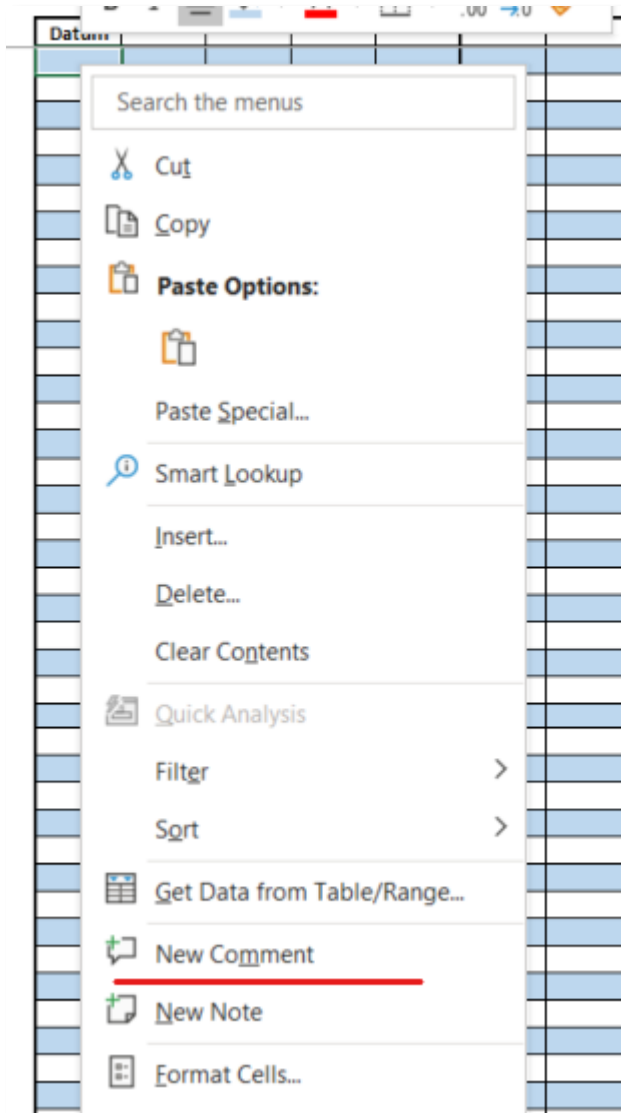 .00
Datum
Search the menus
Cut
Copy
Paste Options:
Paste Special...
Smart Lookup
Insert...
Delete...
Clear Contents
Quick Analysis
Filter
Sort
Get Data from Table/Range...
New Comment
New Note
Format Cells...